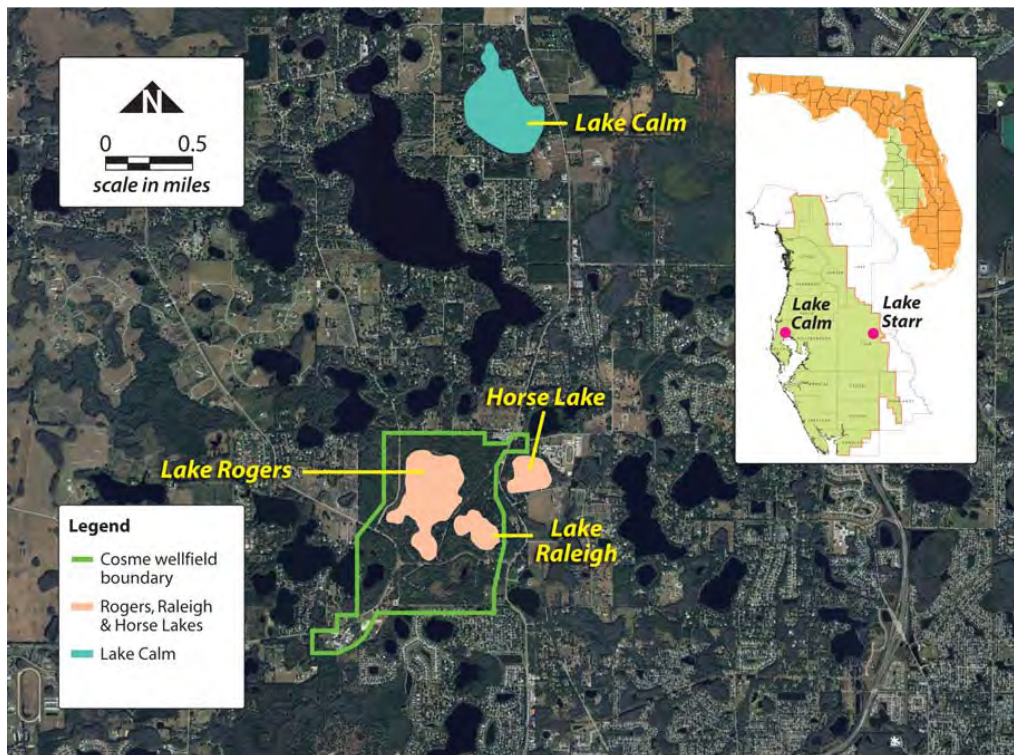 N
0 0.5
scale in miles
Lake Calm
Lake
Calm
Lake
Starr
Horse Lake
Lake Rogers
Lake
Raleigh
Legend
Cosme wellfield
boundary
Rogers, Raleigh
& Horse Lakes
Lake Calm